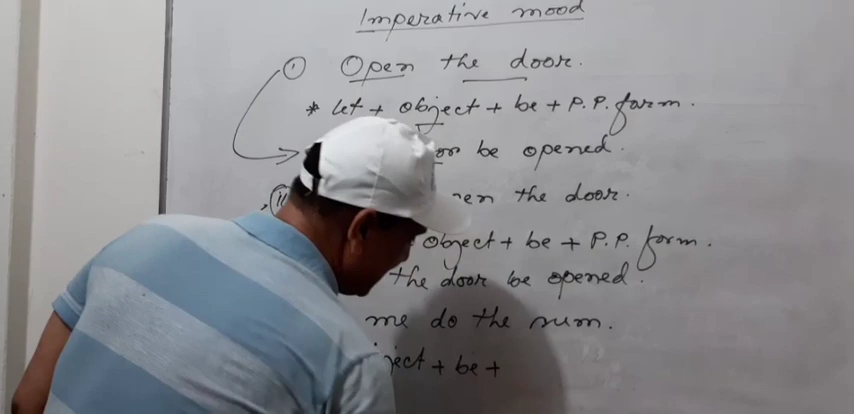 Imperative mood
① Open the door.
* let + object + be + P.P. form.
be opened.
(ii) the door.
object + be + P.P. form.
the door be opened.
me do the sum.
+ be +